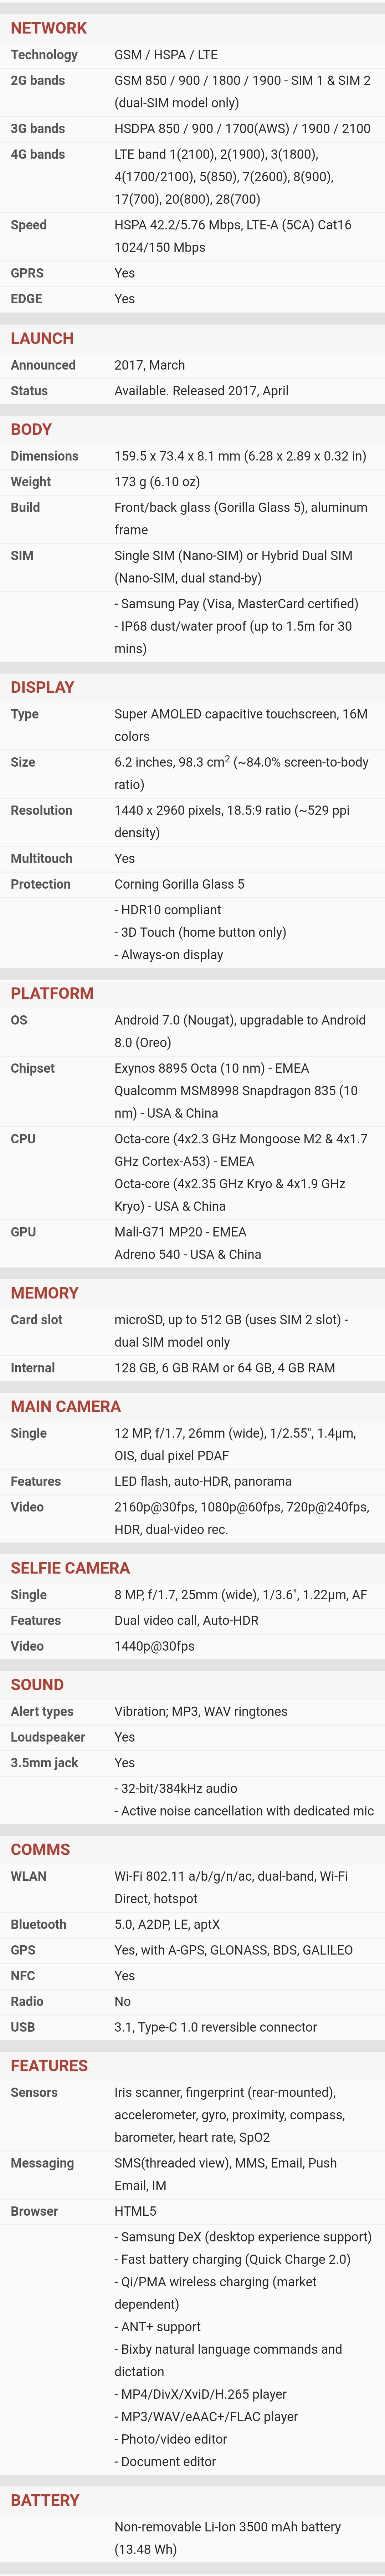 NETWORK
Technology GSM / HSPA / LTE
2G bands GSM 850 / 900 / 1800 / 1900 - SIM 1 & SIM 2
(dual-SIM model only)
3G bands HSDPA 850 / 900 / 1700(AWS) / 1900 / 2100
4G bands LTE band 1(2100), 2(1900), 3(1800),
4(1700/2100), 5(850), 7(2600), 8(900),
17(700), 20(800), 28(700)
Speed HSPA 42.2/5.76 Mbps, LTE-A (5CA) Cat16
1024/150 Mbps
GPRS Yes
EDGE Yes
LAUNCH
Announced 2017, March
Status Available. Released 2017, April
BODY
Dimensions 159.5 x 73.4 x 8.1 mm (6.28 x 2.89 x 0.32 in)
Weight 173 g (6.10 oz)
Build Front/back glass (Gorilla Glass 5), aluminum
frame
SIM Single SIM (Nano-SIM) or Hybrid Dual SIM
(Nano-SIM, dual stand-by)
- Samsung Pay (Visa, MasterCard certified)
- IP68 dust/water proof (up to 1.5m for 30
mins)
DISPLAY
Type Super AMOLED capacitive touchscreen, 16M
colors
Size 6.2 inches, 98.3 cm² (~84.0% screen-to-body
ratio)
Resolution 1440 x 2960 pixels, 18.5:9 ratio (~529 ppi
density)
Multitouch Yes
Protection Corning Gorilla Glass 5
- HDR10 compliant
- 3D Touch (home button only)
- Always-on display
PLATFORM
OS Android 7.0 (Nougat), upgradable to Android
8.0 (Oreo)
Chipset Exynos 8895 Octa (10 nm) - EMEA
Qualcomm MSM8998 Snapdragon 835 (10
nm) - USA & China
CPU Octa-core (4x2.3 GHz Mongoose M2 & 4x1.7
GHz Cortex-A53) - EMEA
Octa-core (4x2.35 GHz Kryo & 4x1.9 GHz
Kryo) - USA & China
GPU Mali-G71 MP20 - EMEA
Adreno 540 - USA & China
MEMORY
Card slot microSD, up to 512 GB (uses SIM 2 slot) -
dual SIM model only
Internal 128 GB, 6 GB RAM or 64 GB, 4 GB RAM
MAIN CAMERA
Single 12 MP, f/1.7, 26mm (wide), 1/2.55", 1.4µm,
OIS, dual pixel PDAF
Features LED flash, auto-HDR, panorama
Video 2160p@30fps, 1080p@60fps, 720p@240fps,
HDR, dual-video rec.
SELFIE CAMERA
Single 8 MP, f/1.7, 25mm (wide), 1/3.6", 1.22µm, AF
Features Dual video call, Auto-HDR
Video 1440p@30fps
SOUND
Alert types Vibration; MP3, WAV ringtones
Loudspeaker Yes
3.5mm jack Yes
- 32-bit/384kHz audio
- Active noise cancellation with dedicated mic
COMMS
WLAN Wi-Fi 802.11 a/b/g/n/ac, dual-band, Wi-Fi
Direct, hotspot
Bluetooth 5.0, A2DP, LE, aptX
GPS Yes, with A-GPS, GLONASS, BDS, GALILEO
NFC Yes
Radio No
USB 3.1, Type-C 1.0 reversible connector
FEATURES
Sensors Iris scanner, fingerprint (rear-mounted),
accelerometer, gyro, proximity, compass,
barometer, heart rate, SpO2
Messaging SMS(threaded view), MMS, Email, Push
Email, IM
Browser HTML5
- Samsung DeX (desktop experience support)
- Fast battery charging (Quick Charge 2.0)
- Qi/PMA wireless charging (market
dependent)
- ANT+ support
- Bixby natural language commands and
dictation
- MP4/DivX/XviD/H.265 player
- MP3/WAV/eAAC+/FLAC player
- Photo/video editor
- Document editor
BATTERY
Non-removable Li-Ion 3500 mAh battery
(13.48 Wh)